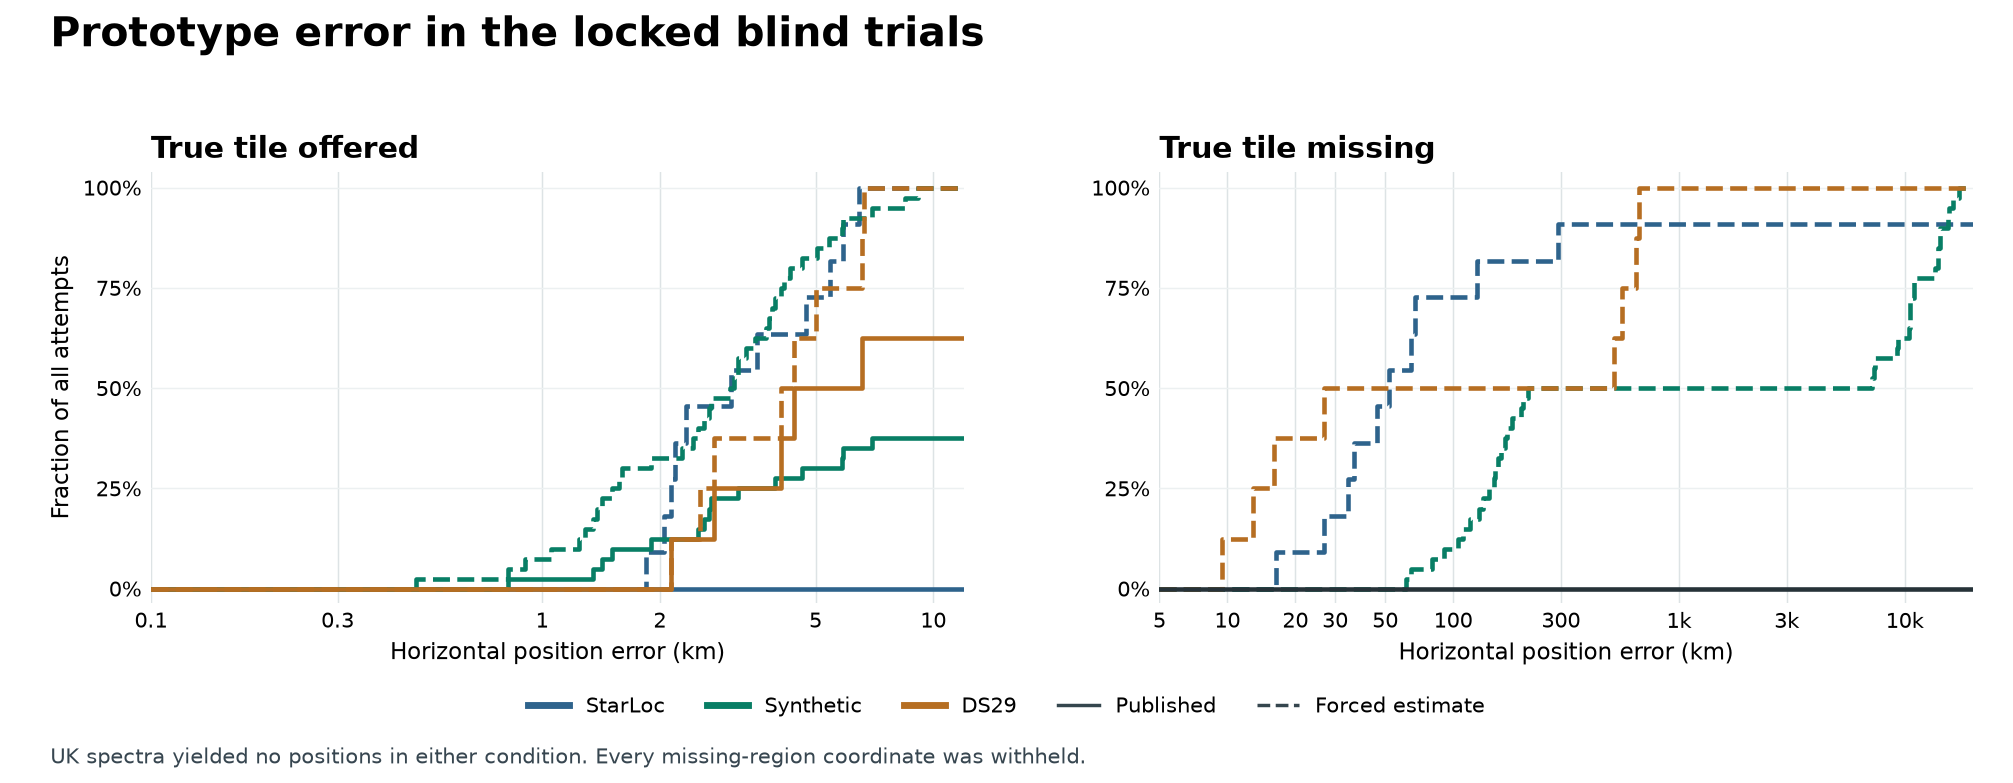 Prototype error in the locked blind trials
True tile offered
Fraction of all attempts
100%
75%
50%
25%
0%
0.1 0.3 1 2 5 10
Horizontal position error (km)
True tile missing
100%
75%
50%
25%
0%
5 10 20 30 50 100 300 1k 3k 10k
Horizontal position error (km)
StarLoc Synthetic DS29 Published Forced estimate
UK spectra yielded no positions in either condition. Every missing-region coordinate was withheld.